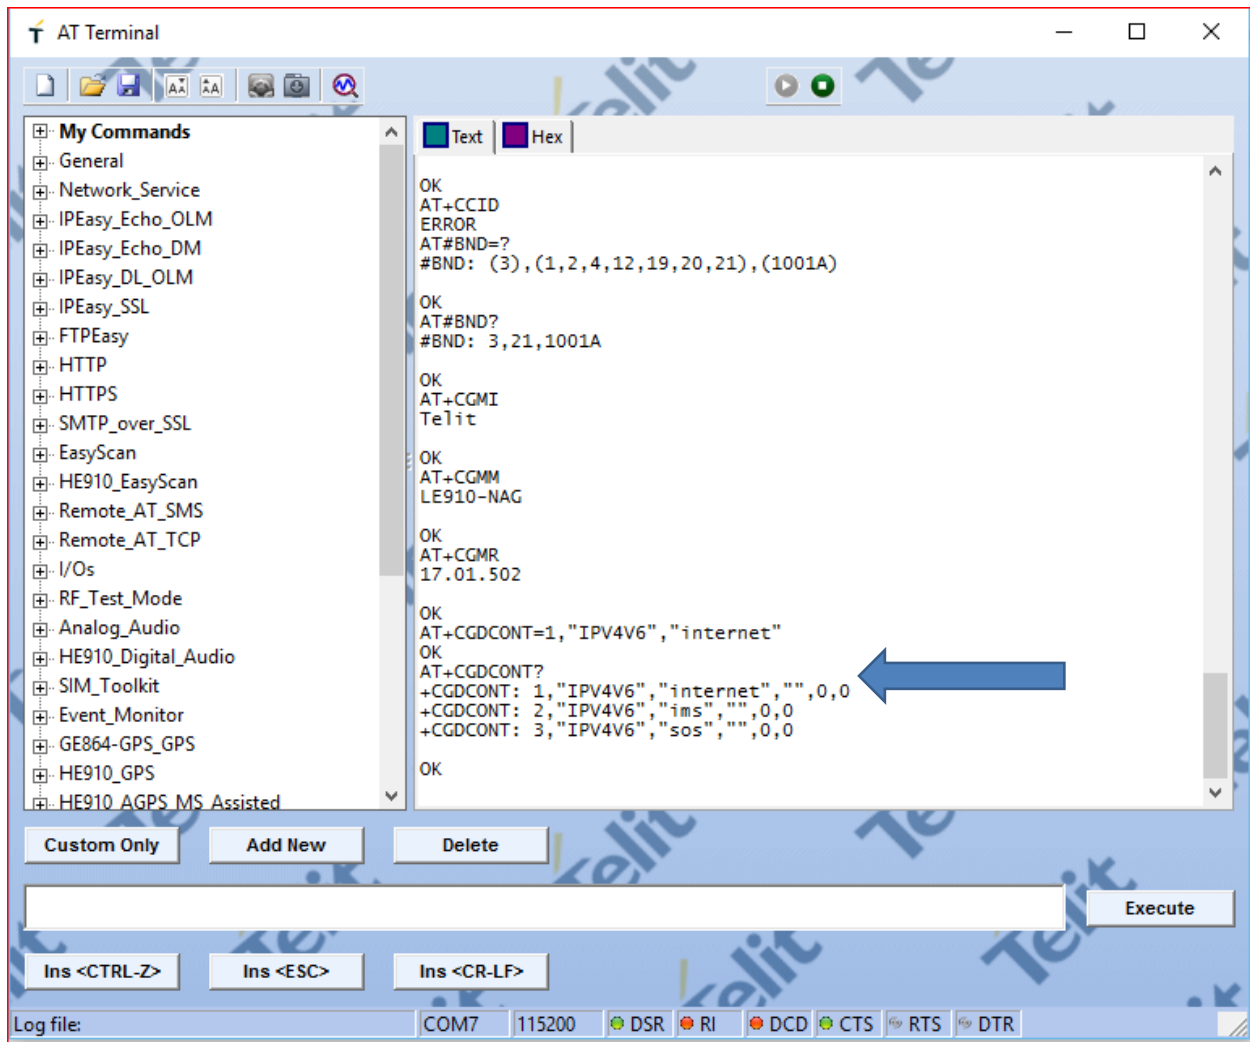 AT Terminal
My Commands
General
Network_Service
IPEasy_Echo_OLM
IPEasy_Echo_DM
IPEasy_DL_OLM
IPEasy_SSL
FTPEasy
HTTP
HTTPS
SMTP_over_SSL
EasyScan
HE910_EasyScan
Remote_AT_SMS
Remote_AT_TCP
I/Os
RF_Test_Mode
Analog_Audio
HE910_Digital_Audio
SIM_Toolkit
Event_Monitor
GE864-GPS_GPS
HE910_GPS
HE910_AGPS_MS_Assisted
Text Hex
OK
AT+CCID
ERROR
AT#BND=?
#BND: (3),(1,2,4,12,19,20,21),(1001A)
OK
AT#BND?
#BND: 3,21,1001A
OK
AT+CGMI
Telit
OK
AT+CGMM
LE910-NAG
OK
AT+CGMR
17.01.502
OK
AT+CGDCONT=1,"IPV4V6","internet"
OK
AT+CGDCONT?
+CGDCONT: 1,"IPV4V6","internet","",0,0
+CGDCONT: 2,"IPV4V6","ims","",0,0
+CGDCONT: 3,"IPV4V6","sos","",0,0
OK
Custom Only Add New Delete
Execute
Ins <CTRL-Z> Ins <ESC> Ins <CR-LF>
Log file: COM7 115200 DSR RI DCD CTS RTS DTR
Telit